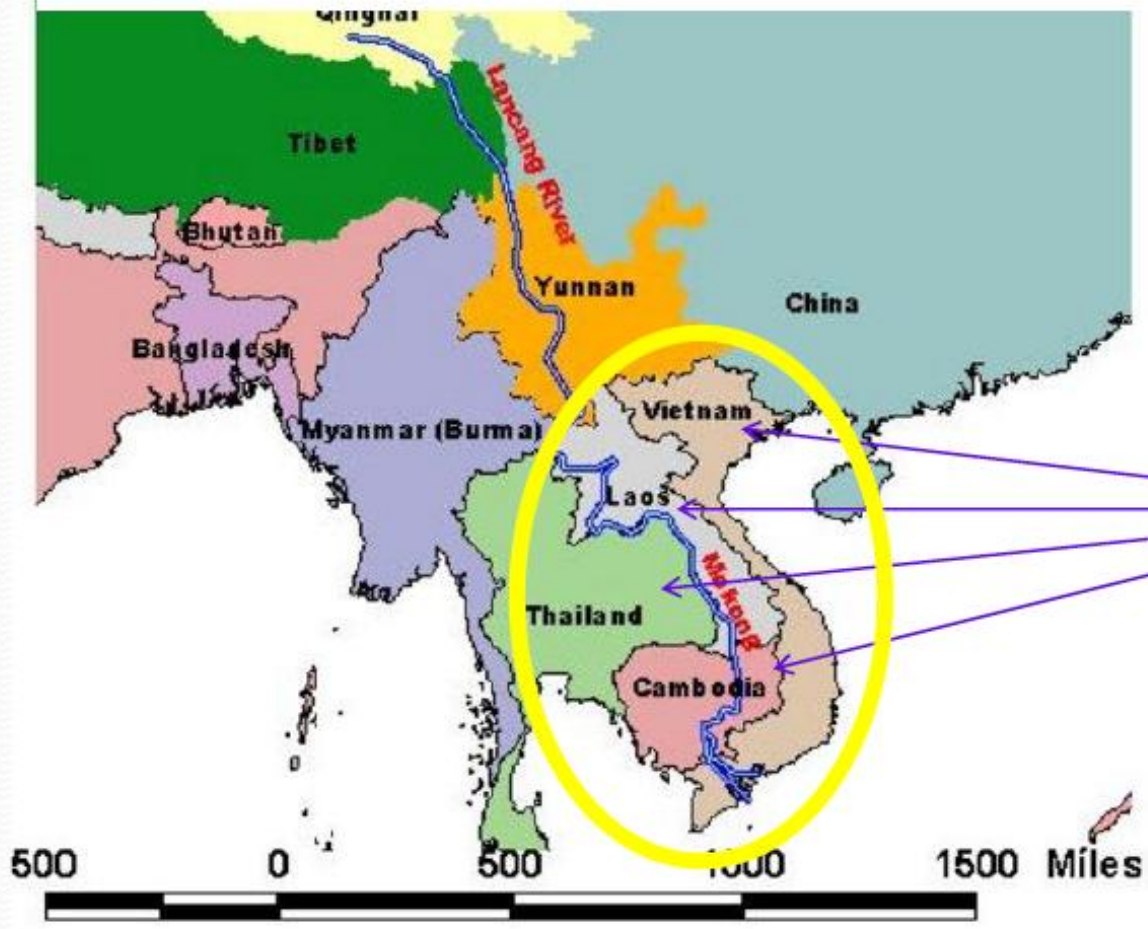 Qinghai
Lancang River
Tibet
Bhutan
Yunnan
China
Bangladesh
Myanmar (Burma)
Vietnam
Laos
Mekong
Thailand
Cambodia
500 0 500 1000 1500 Miles